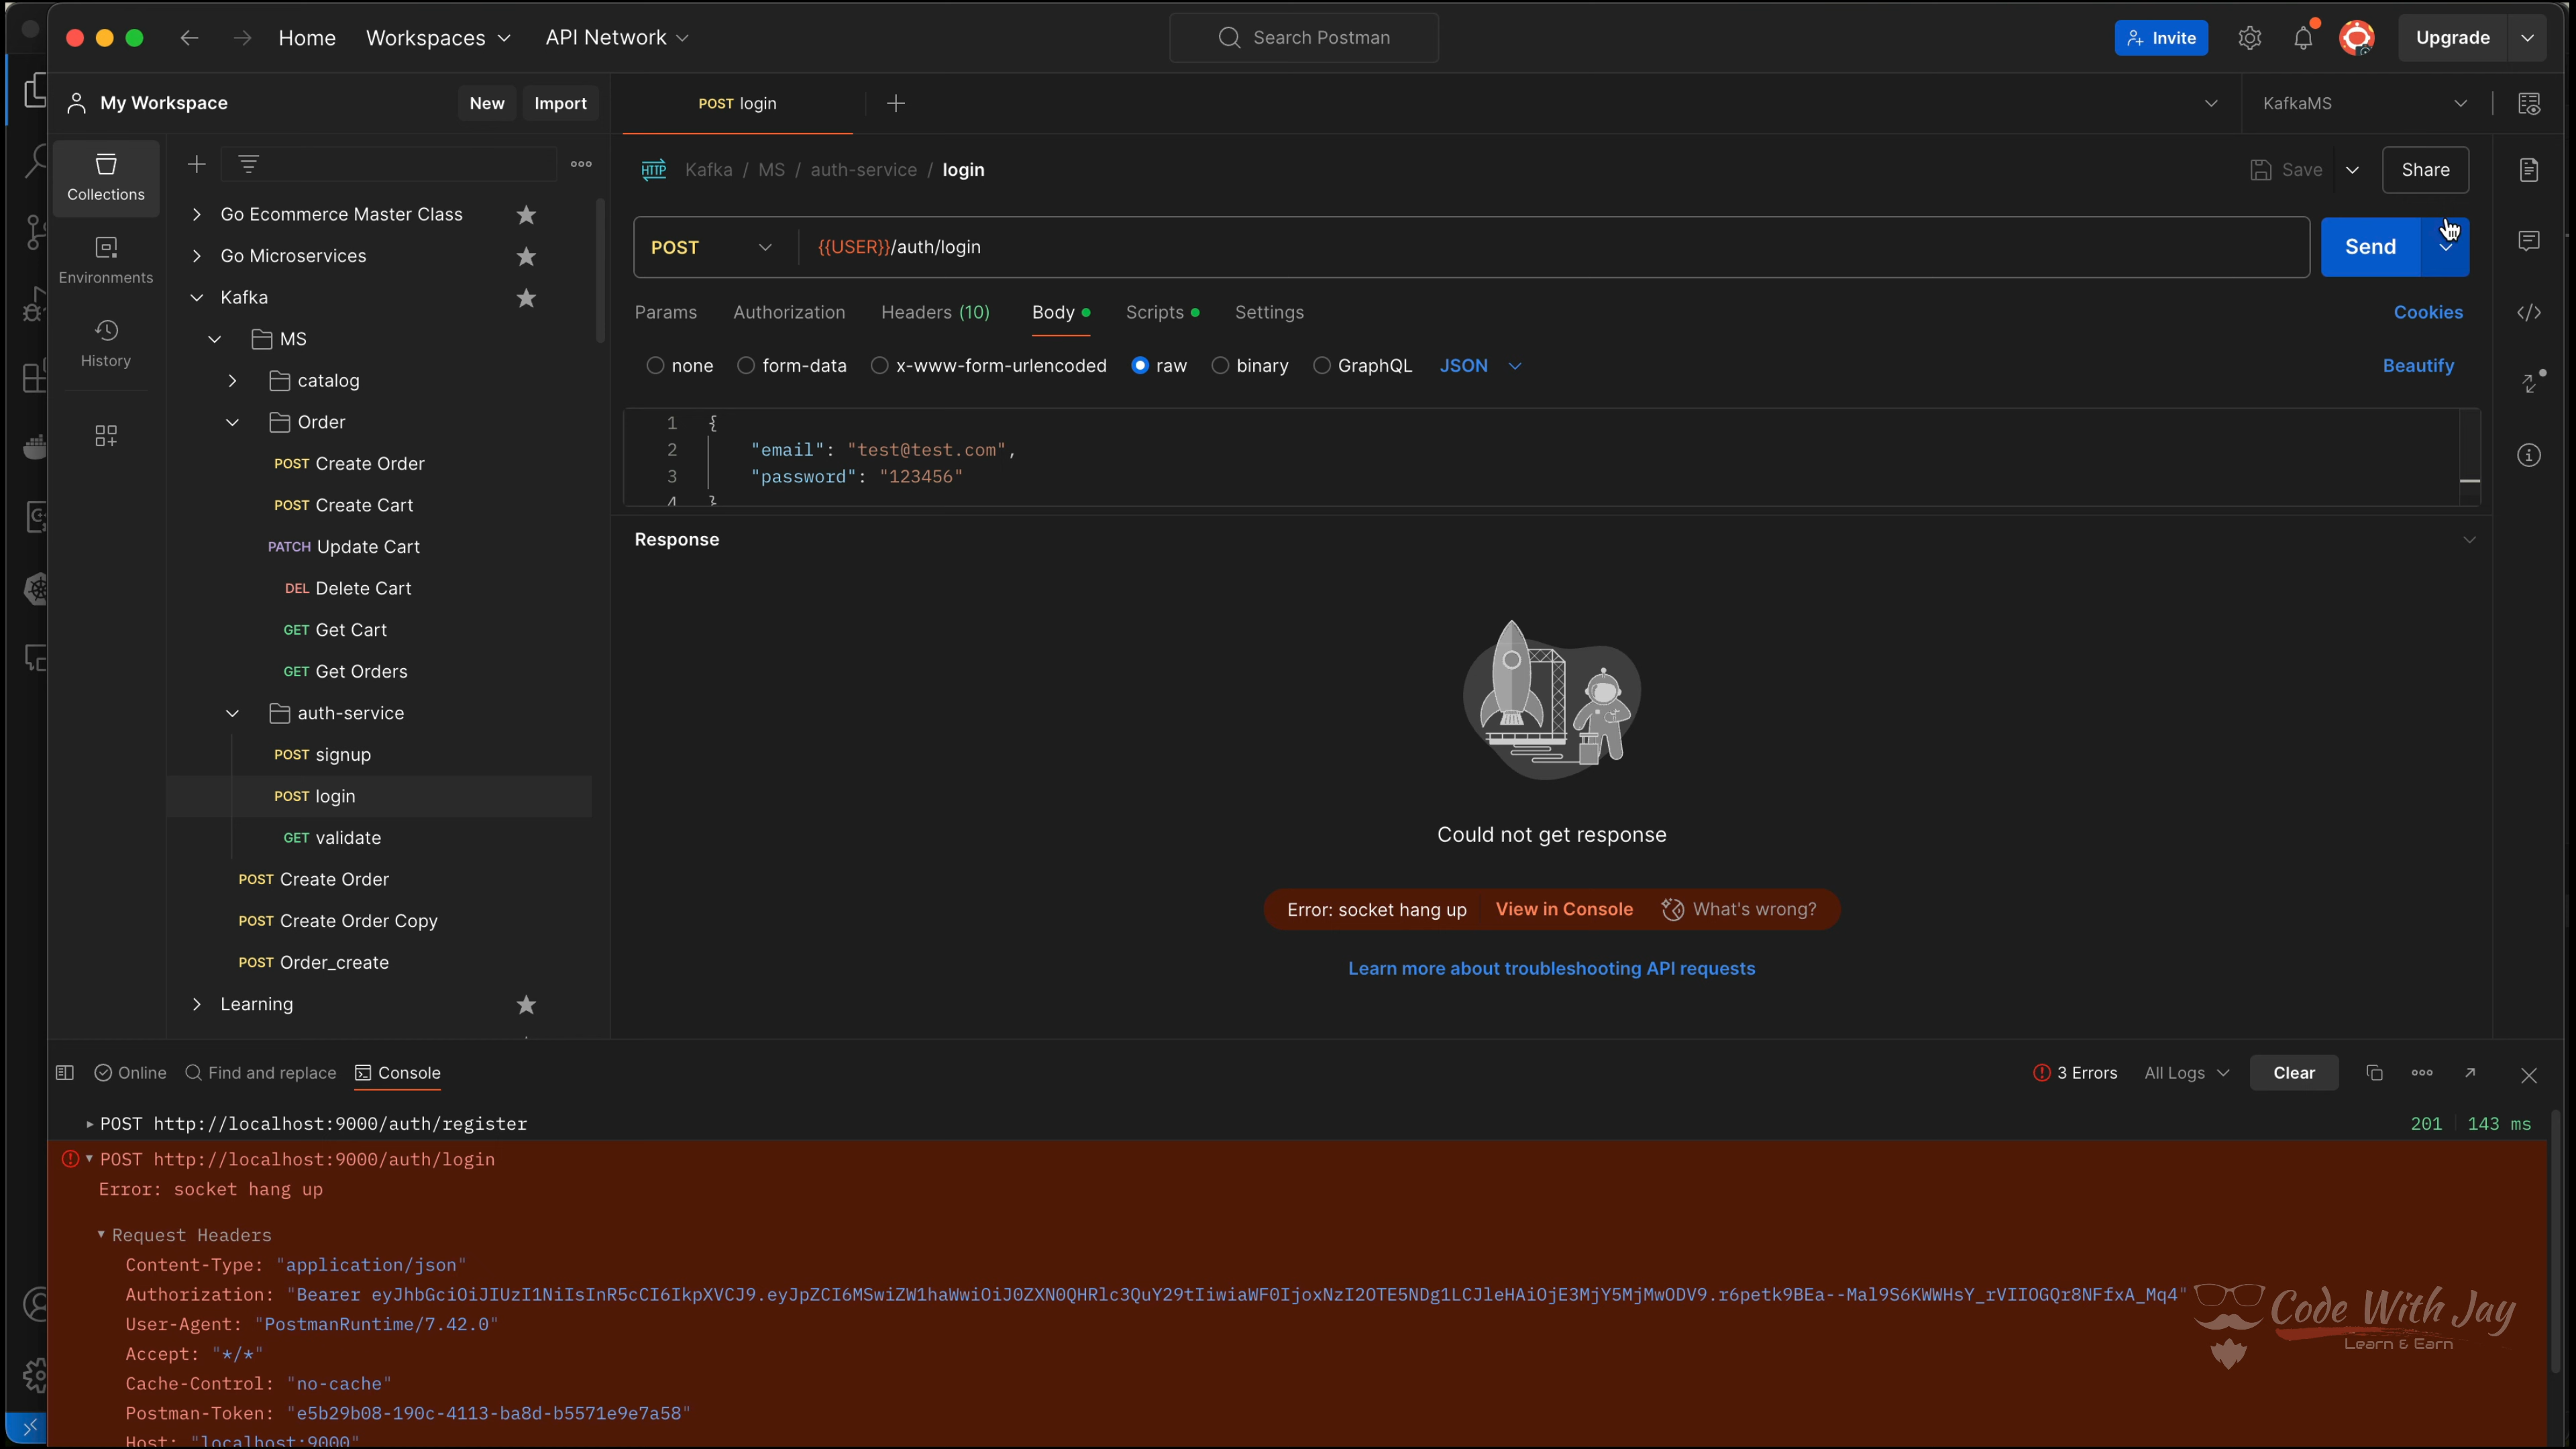 Home Workspaces API Network Search Postman Invite Upgrade
My Workspace New Import POST login KafkaMS
Collections
Environments
History
Go Ecommerce Master Class
Go Microservices
Kafka
MS
catalog
Order
POST Create Order
POST Create Cart
PATCH Update Cart
DEL Delete Cart
GET Get Cart
GET Get Orders
auth-service
POST signup
POST login
GET validate
POST Create Order
POST Create Order Copy
POST Order_create
Learning
HTTP Kafka / MS / auth-service / login Save Share
POST {{USER}}/auth/login Send
Params Authorization Headers (10) Body Scripts Settings Cookies
none form-data x-www-form-urlencoded raw binary GraphQL JSON Beautify
1 {
2 "email": "test@test.com",
3 "password": "123456"
4 }
Response
Could not get response
Error: socket hang up View in Console What's wrong?
Learn more about troubleshooting API requests
Online Find and replace Console 3 Errors All Logs Clear
POST http://localhost:9000/auth/register 201 143 ms
POST http://localhost:9000/auth/login
Error: socket hang up
Request Headers
Content-Type: "application/json"
Authorization: "Bearer eyJhbGciOiJIUzI1NiIsInR5cCI6IkpXVCJ9.eyJpZCI6MSwiZW1haWwiOiJ0ZXN0QHRlc3QuY29tIiwiaWF0IjoxNzI2OTE5NDg1LCJleHAiOjE3MjY5MjMwODV9.r6petk9BEa--Mal9S6KWWHsY_rVIIOGQr8NFfxA_Mq4"
User-Agent: "PostmanRuntime/7.42.0"
Accept: "*/*"
Cache-Control: "no-cache"
Postman-Token: "e5b29b08-190c-4113-ba8d-b5571e9e7a58"
Host: "localhost:9000"
Code With Jay
Learn & Earn